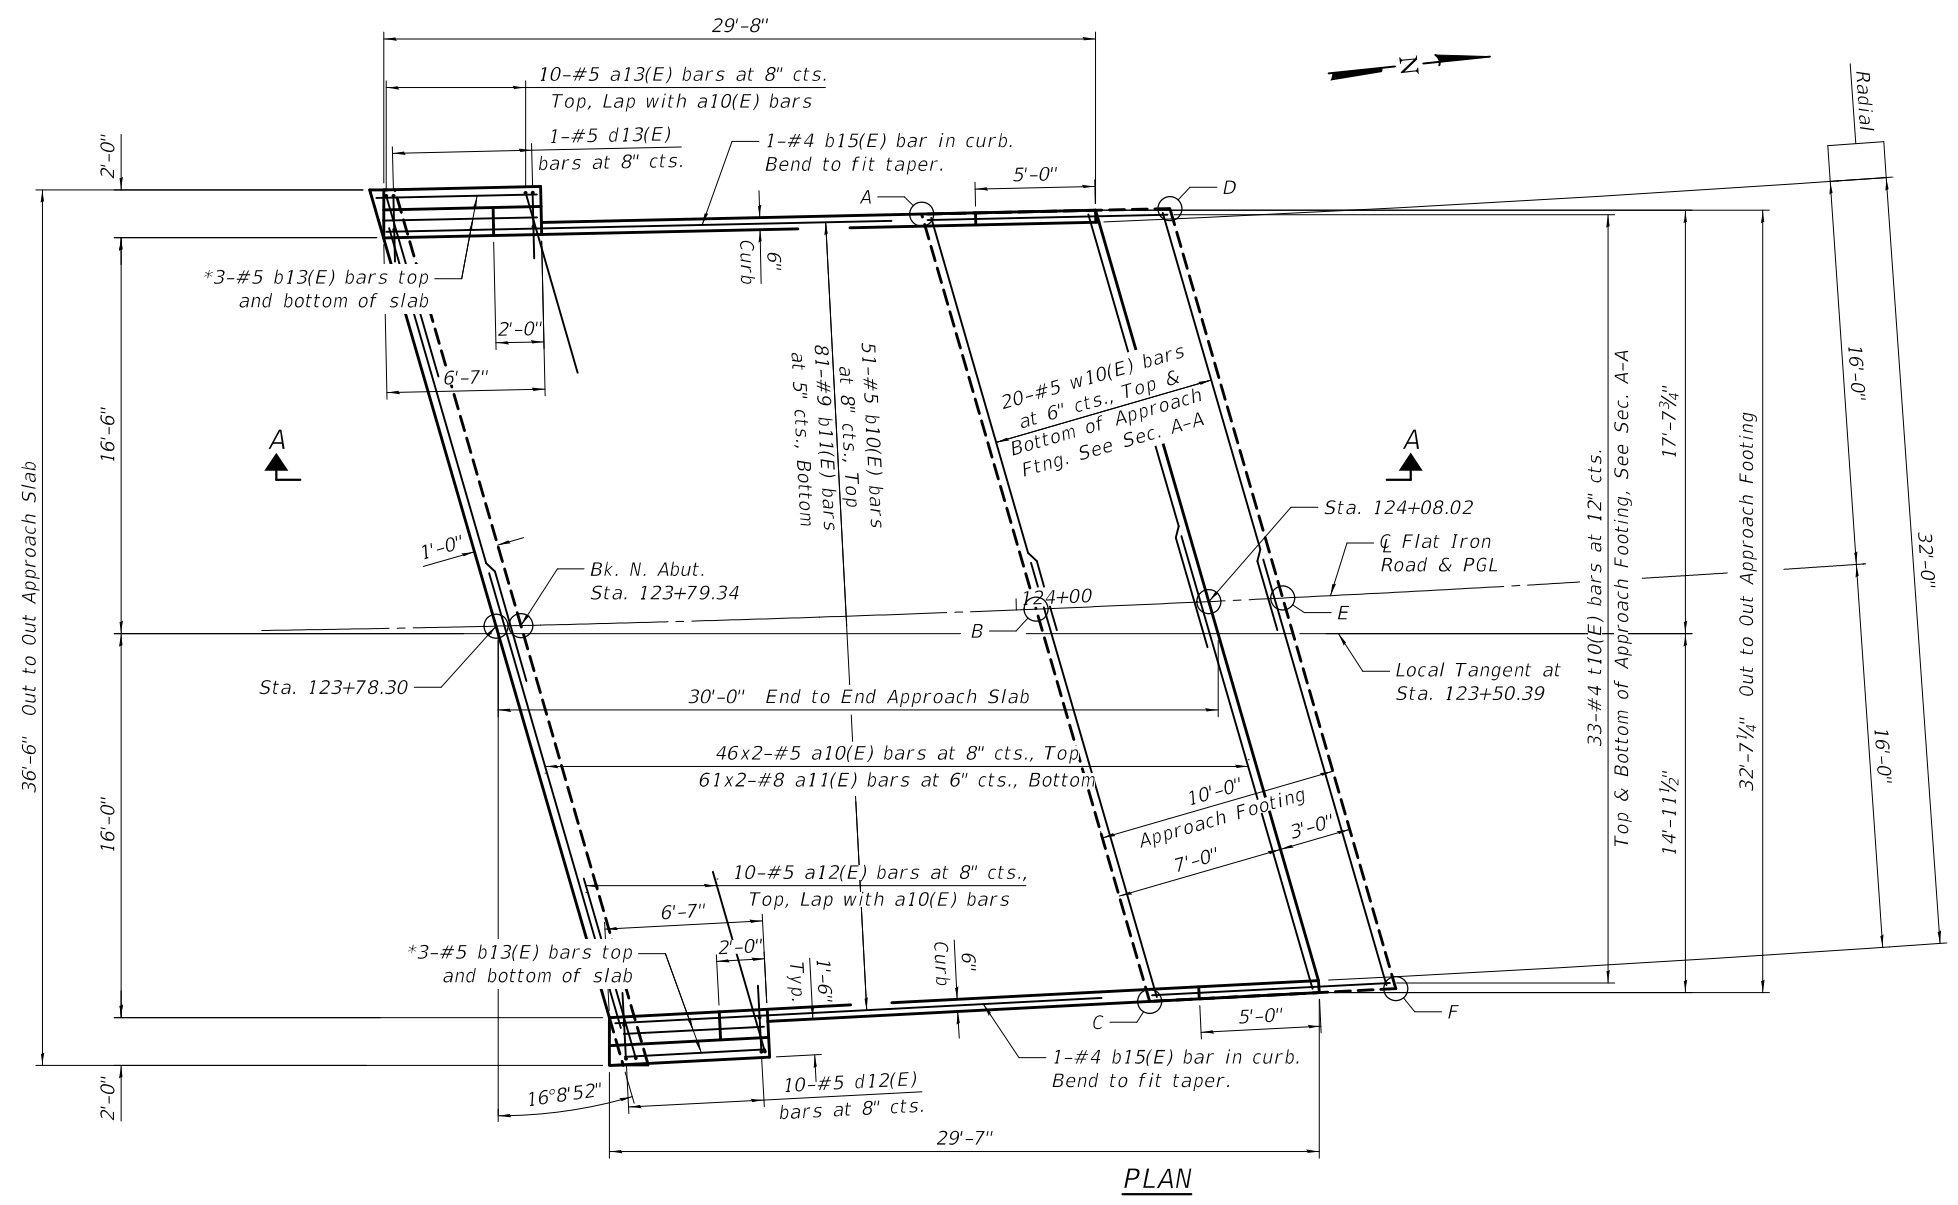 29'-8"
10-#5 a13(E) bars at 8" cts.
Top, Lap with a10(E) bars
1-#5 d13(E)
bars at 8" cts.
1-#4 b15(E) bar in curb.
Bend to fit taper.
N
Radial
2'-0"
5'-0"
A
D
6"
Curb
*3-#5 b13(E) bars top
and bottom of slab
2'-0"
6'-7"
51-#5 b10(E) bars
at 8" cts., Top
81-#9 b11(E) bars
at 5" cts., Bottom
20-#5 w10(E) bars
at 6" cts., Top &
Bottom of Approach
Ftng. See Sec. A-A
16'-6"
A
A
36'-6" Out to Out Approach Slab
1'-0"
Bk. N. Abut.
Sta. 123+79.34
124+00
B
Sta. 124+08.02
℄ Flat Iron
Road & PGL
E
33-#4 t10(E) bars at 12" cts.
Top & Bottom of Approach Footing, See Sec. A-A
17'-7¾"
32'-7¼" Out to Out Approach Footing
16'-0"
32'-0"
Sta. 123+78.30
30'-0" End to End Approach Slab
Local Tangent at
Sta. 123+50.39
46x2-#5 a10(E) bars at 8" cts., Top
61x2-#8 a11(E) bars at 6" cts., Bottom
16'-0"
10'-0"
Approach Footing
3'-0"
7'-0"
14'-11½"
16'-0"
10-#5 a12(E) bars at 8" cts.,
Top, Lap with a10(E) bars
6'-7"
2'-0"
*3-#5 b13(E) bars top
and bottom of slab
1'-6"
Typ.
6"
Curb
C
5'-0"
F
1-#4 b15(E) bar in curb.
Bend to fit taper.
2'-0"
16°8'52"
10-#5 d12(E)
bars at 8" cts.
29'-7"
PLAN